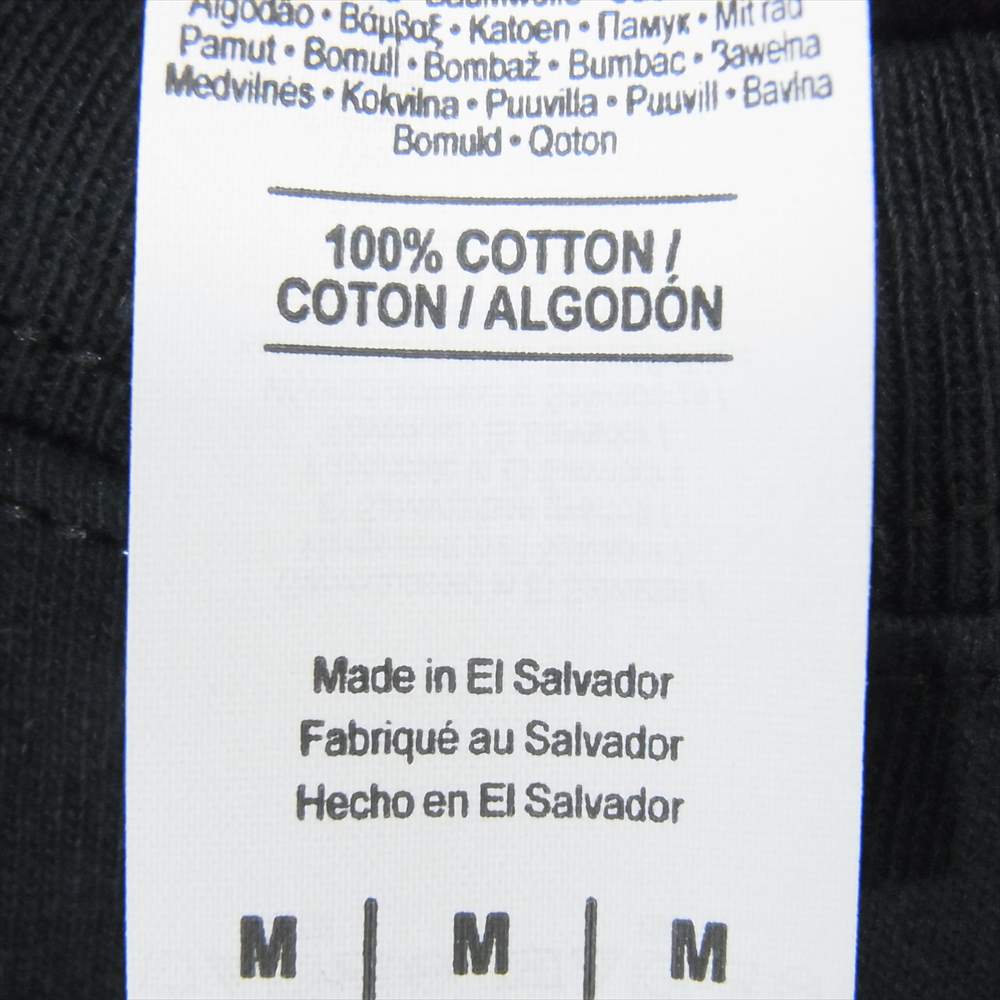 Algodão • Βάμβαξ • Katoen • Памук • Mit rad
Pamut • Bomull • Bombaž • Bumbac • Зawełna
Medvilnės • Kokvilna • Puuvilla • Puuvill • Bavlna
Bomuld • Qoton
100% COTTON /
COTON / ALGODÓN
Made in El Salvador
Fabriqué au Salvador
Hecho en El Salvador
M | M | M